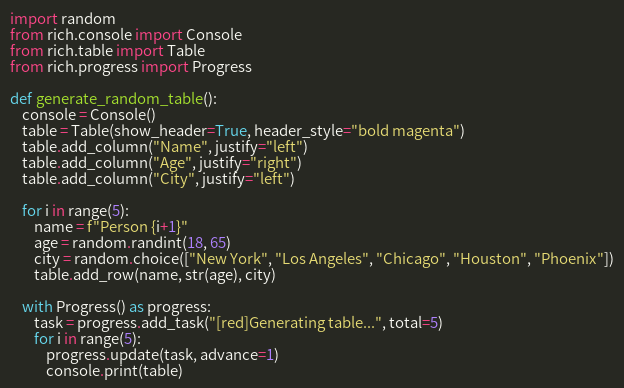 import random
from rich.console import Console
from rich.table import Table
from rich.progress import Progress

def generate_random_table():
    console = Console()
    table = Table(show_header=True, header_style="bold magenta")
    table.add_column("Name", justify="left")
    table.add_column("Age", justify="right")
    table.add_column("City", justify="left")

    for i in range(5):
        name = f"Person {i+1}"
        age = random.randint(18, 65)
        city = random.choice(["New York", "Los Angeles", "Chicago", "Houston", "Phoenix"])
        table.add_row(name, str(age), city)

    with Progress() as progress:
        task = progress.add_task("[red]Generating table...", total=5)
        for i in range(5):
            progress.update(task, advance=1)
            console.print(table)